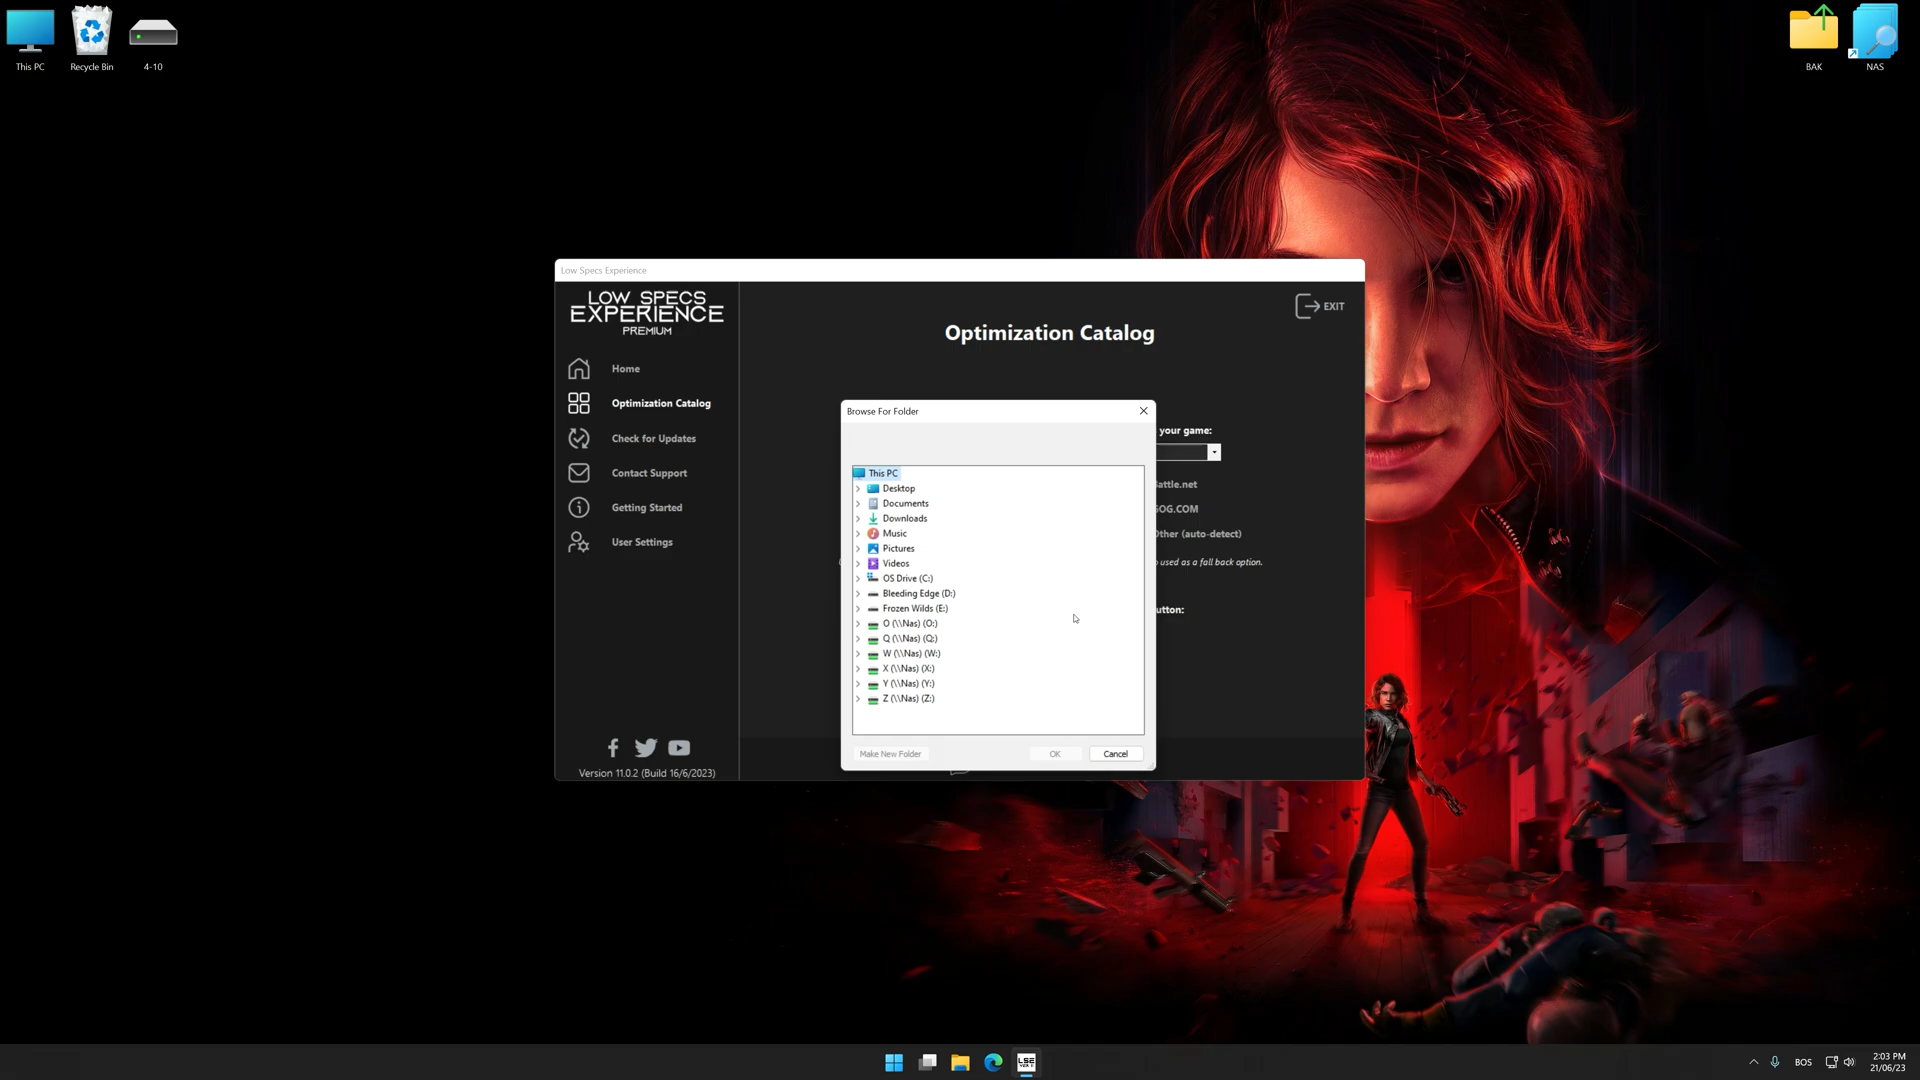 This PC
Recycle Bin
4-10
BAK
NAS
Low Specs Experience
LOW SPECS
EXPERIENCE
PREMIUM
Home
Optimization Catalog
Check for Updates
Contact Support
Getting Started
User Settings
Version 11.0.2 (Build 16/6/2023)
EXIT
Optimization Catalog
your game:
attle.net
OG.COM
ther (auto-detect)
used as a fall back option.
utton:
Browse For Folder
This PC
Desktop
Documents
Downloads
Music
Pictures
Videos
OS Drive (C:)
Bleeding Edge (D:)
Frozen Wilds (E:)
O (\\Nas) (O:)
Q (\\Nas) (Q:)
W (\\Nas) (W:)
X (\\Nas) (X:)
Y (\\Nas) (Y:)
Z (\\Nas) (Z:)
Make New Folder
OK
Cancel
LSE
VER 11
BOS
2:03 PM
21/06/23